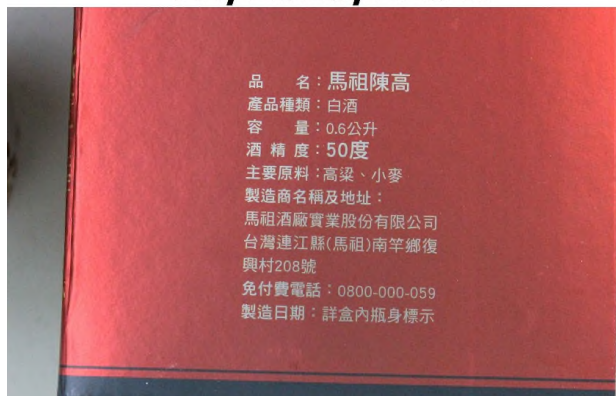 品　　名：馬祖陳高
產品種類：白酒
容　　量：0.6公升
酒 精 度：50度
主要原料：高粱、小麥
製造商名稱及地址：
馬祖酒廠實業股份有限公司
台灣連江縣(馬祖)南竿鄉復
興村208號
免付費電話：0800-000-059
製造日期：詳盒內瓶身標示